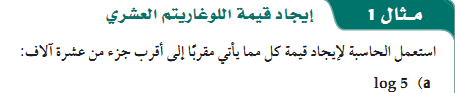 مثال 1 إيجاد قيمة اللوغاريتم العشري
استعمل الحاسبة لإيجاد قيمة كل مما يأتي مقربًا إلى أقرب جزء من عشرة آلاف:
log 5 (a